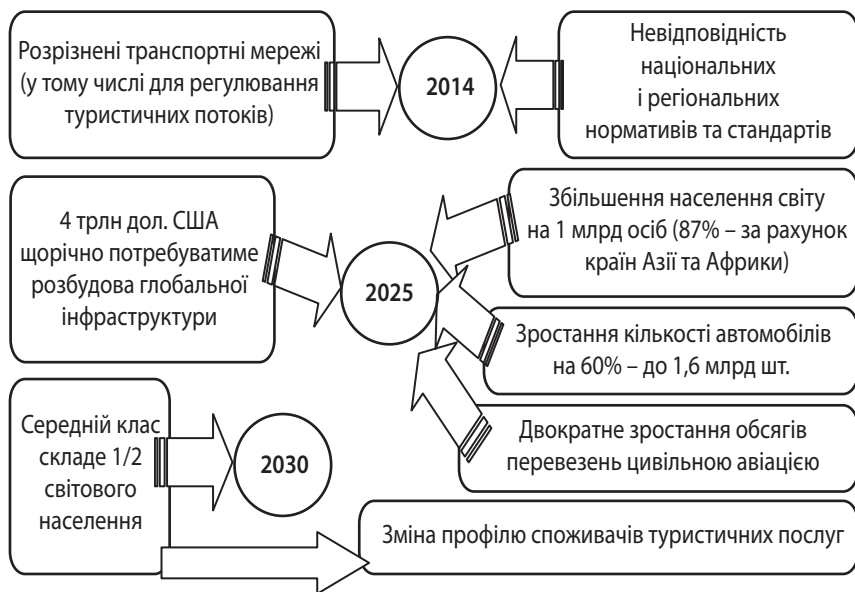 Розрізнені транспортні мережі
(у тому числі для регулювання
туристичних потоків)
2014
Невідповідність
національних
і регіональних
нормативів та стандартів
4 трлн дол. США
щорічно потребуватиме
розбудова глобальної
інфраструктури
2025
Збільшення населення світу
на 1 млрд осіб (87% – за рахунок
країн Азії та Африки)
Зростання кількості автомобілів
на 60% – до 1,6 млрд шт.
Двократне зростання обсягів
перевезень цивільною авіацією
Середній клас
складе 1/2
світового
населення
2030
Зміна профілю споживачів туристичних послуг